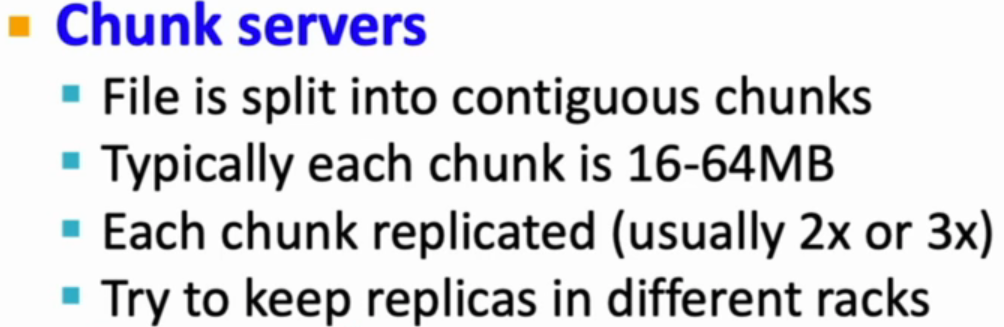 Chunk servers
File is split into contiguous chunks
Typically each chunk is 16-64MB
Each chunk replicated (usually 2x or 3x)
Try to keep replicas in different racks